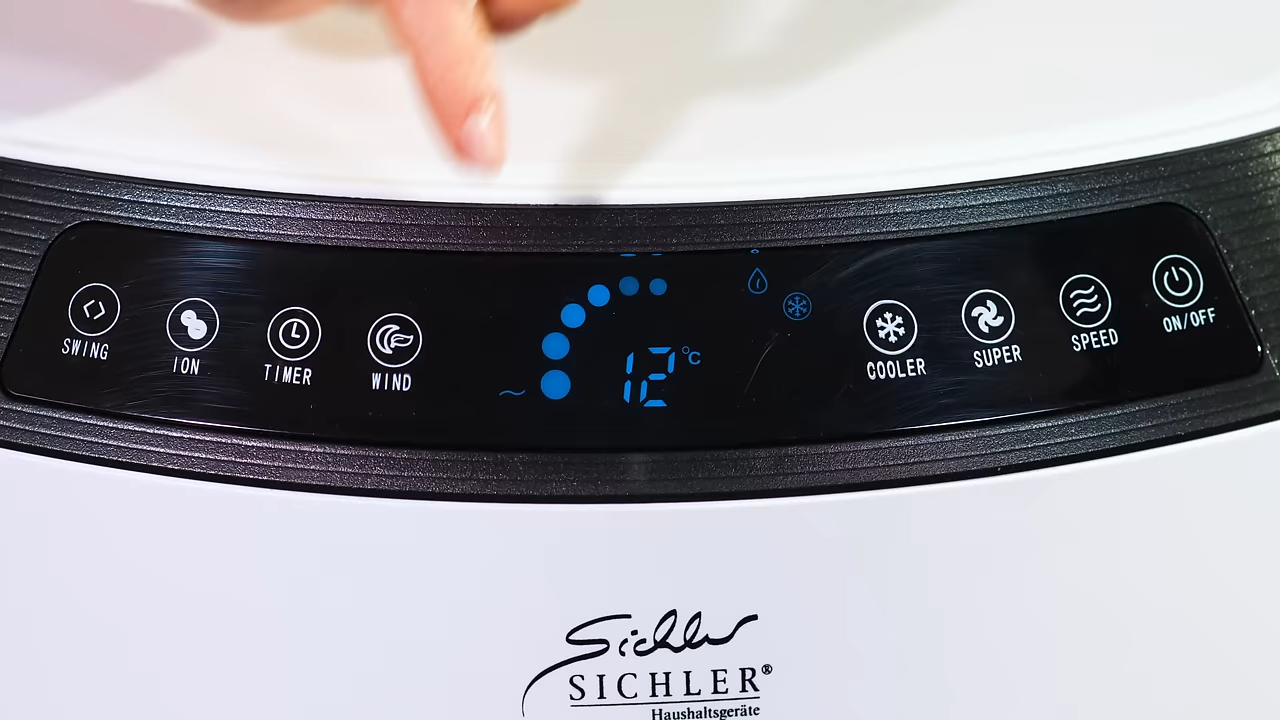 SWING
ION
TIMER
WIND
12°C
COOLER
SUPER
SPEED
ON/OFF
Sichler
SICHLER®
Haushaltsgeräte